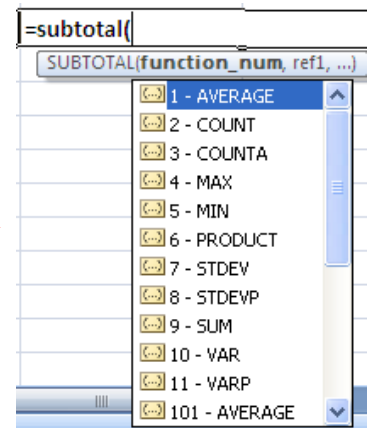 =subtotal(
SUBTOTAL(function_num, ref1, ...)
(...) 1 - AVERAGE
(...) 2 - COUNT
(...) 3 - COUNTA
(...) 4 - MAX
(...) 5 - MIN
(...) 6 - PRODUCT
(...) 7 - STDEV
(...) 8 - STDEVP
(...) 9 - SUM
(...) 10 - VAR
(...) 11 - VARP
(...) 101 - AVERAGE